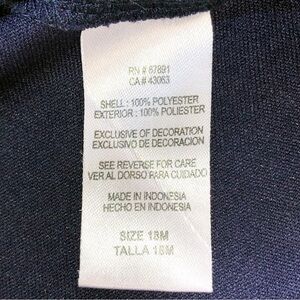 RN # 67891
CA # 43063
SHELL : 100% POLYESTER
EXTERIOR : 100% POLIESTER
EXCLUSIVE OF DECORATION
EXCLUSIVO DE DECORACION
SEE REVERSE FOR CARE
VER AL DORSO PARA CUIDADO
MADE IN INDONESIA
HECHO EN INDONESIA
SIZE 18M
TALLA 18M